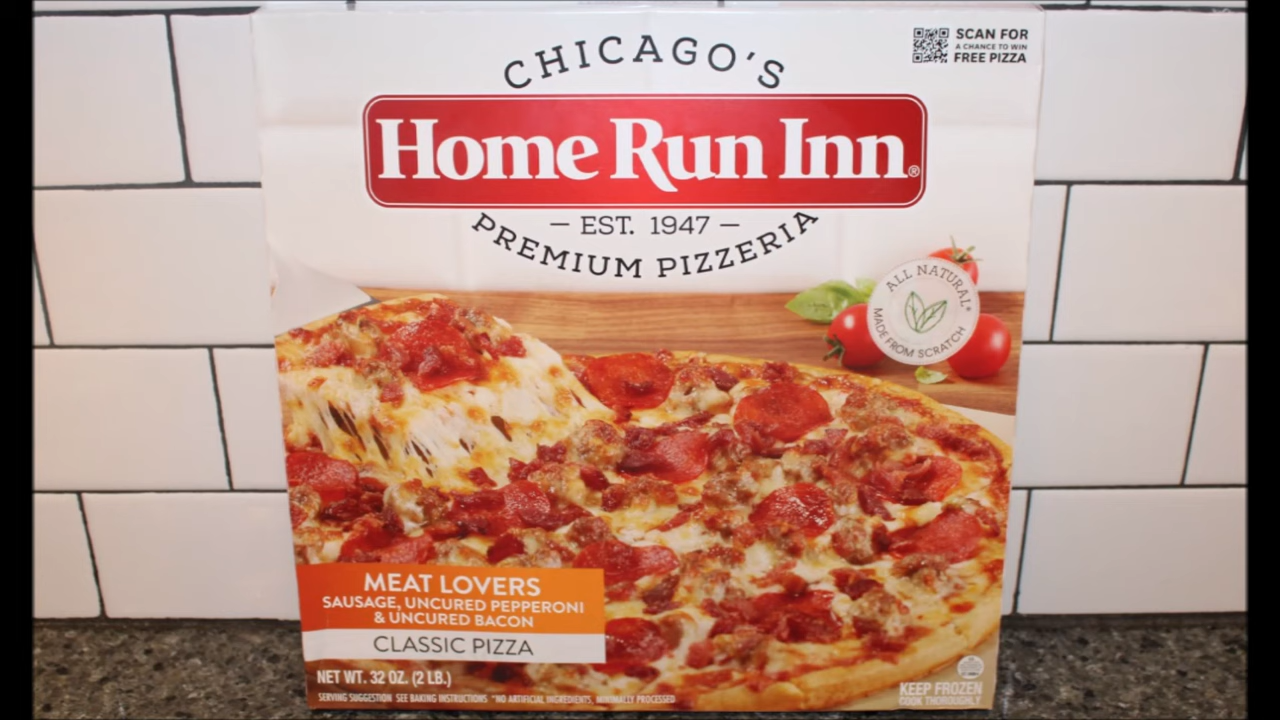 CHICAGO'S
SCAN FOR
A CHANCE TO WIN
FREE PIZZA
Home Run Inn®
— EST. 1947 —
PREMIUM PIZZERIA
ALL NATURAL*
MADE FROM SCRATCH
MEAT LOVERS
SAUSAGE, UNCURED PEPPERONI
& UNCURED BACON
CLASSIC PIZZA
NET WT. 32 OZ. (2 LB.)
SERVING SUGGESTION SEE BAKING INSTRUCTIONS *NO ARTIFICIAL INGREDIENTS, MINIMALLY PROCESSED
KEEP FROZEN
COOK THOROUGHLY